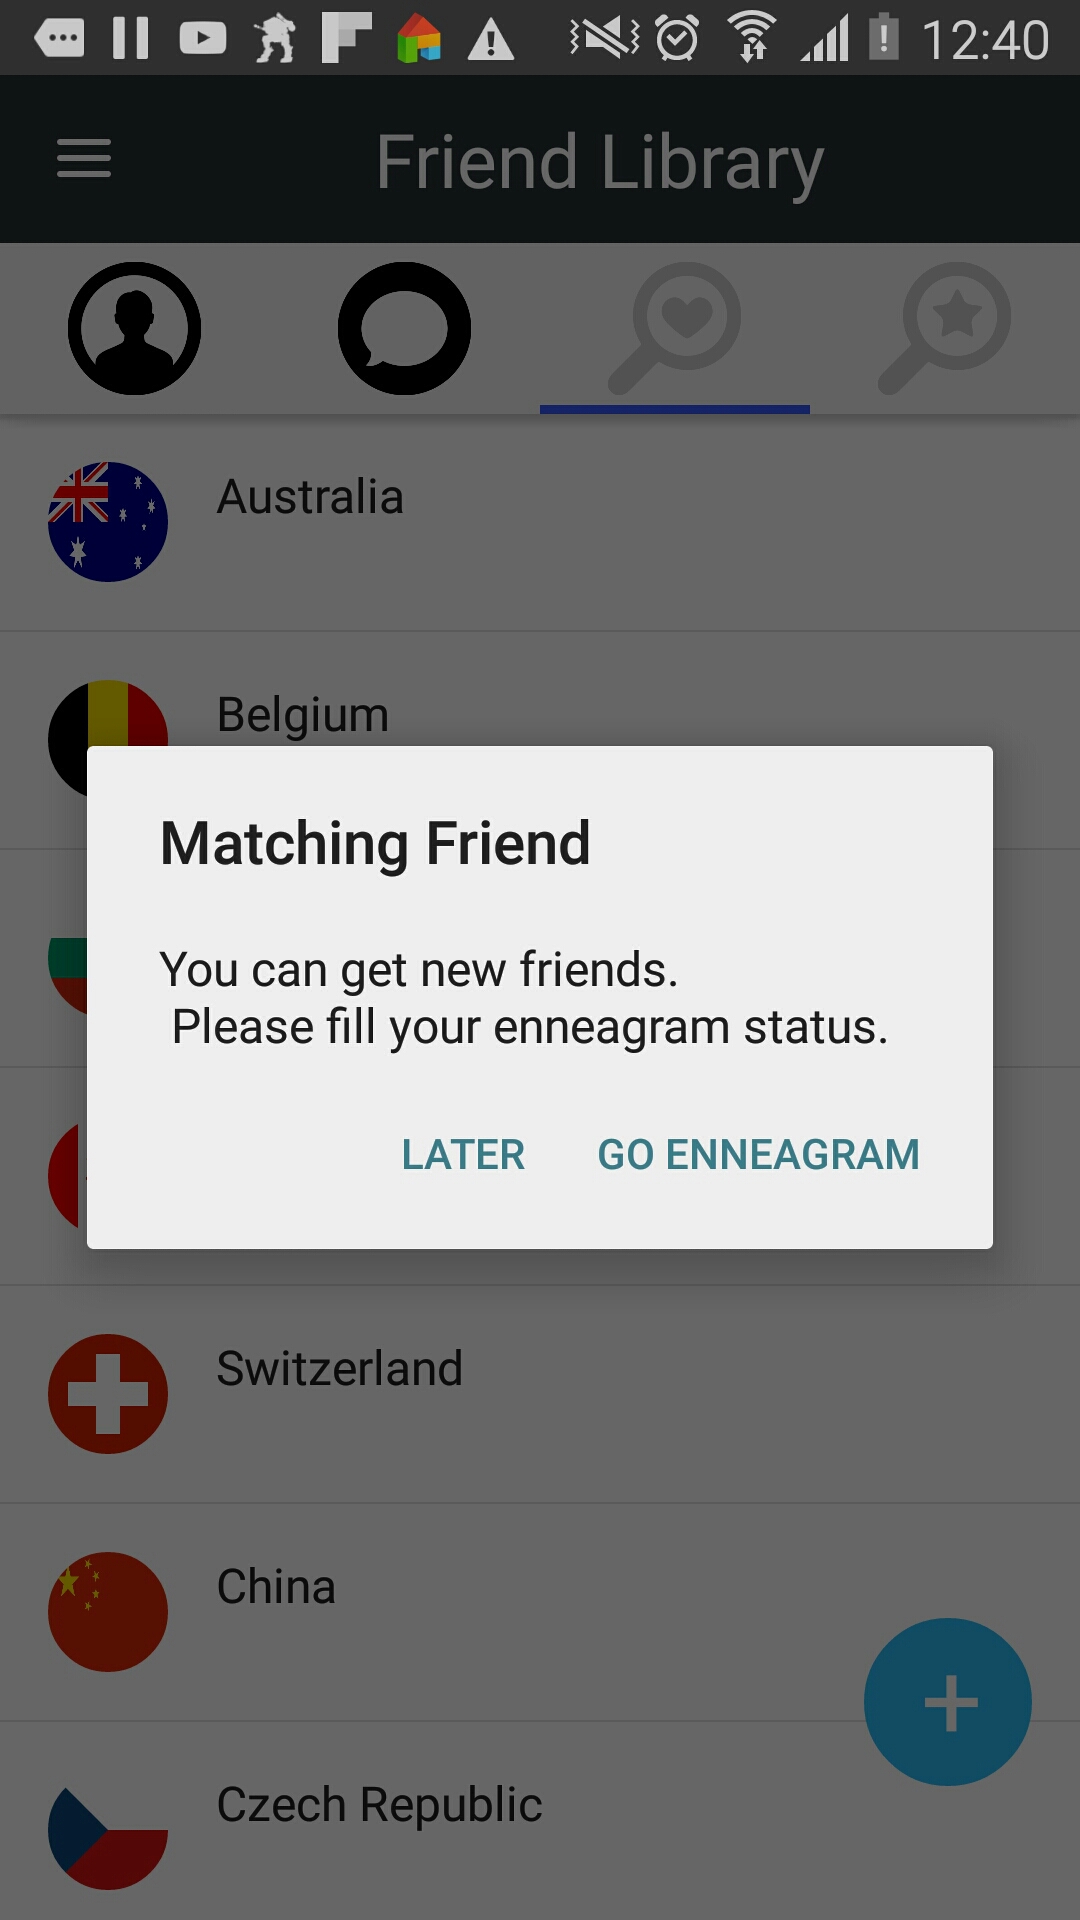 12:40
Friend Library
Australia
Belgium
Matching Friend
You can get new friends.
Please fill your enneagram status.
LATER GO ENNEAGRAM
Switzerland
China
Czech Republic